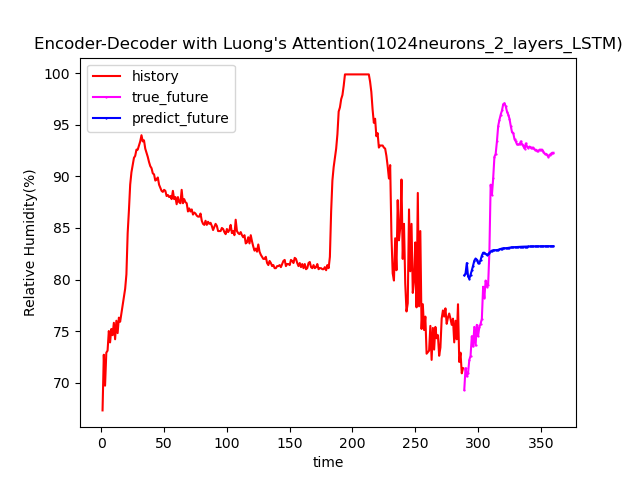 Encoder-Decoder with Luong's Attention(1024neurons_2_layers_LSTM)
history
true_future
predict_future
Relative Humidity(%)
100
95
90
85
80
75
70
0 50 100 150 200 250 300 350
time